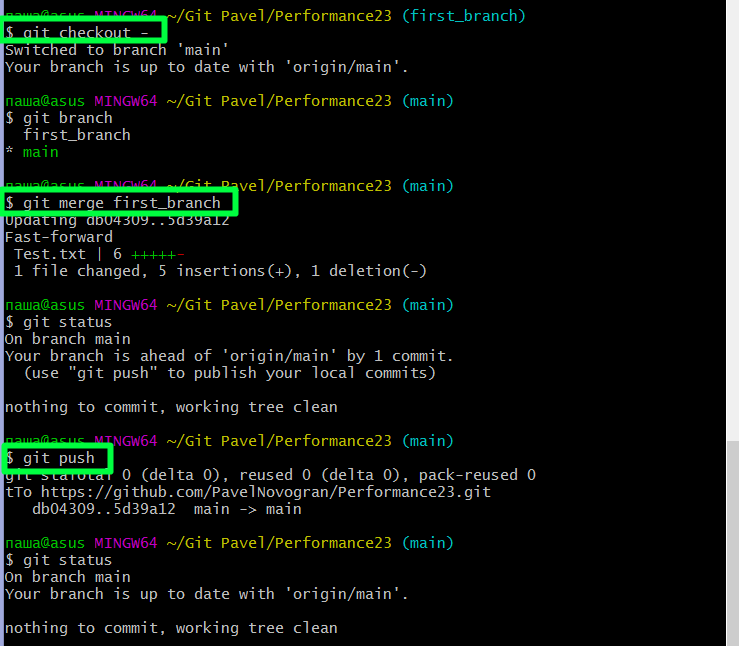 паша@asus MINGW64 ~/Git Pavel/Performance23 (first_branch)
$ git checkout -
Switched to branch 'main'
Your branch is up to date with 'origin/main'.
паша@asus MINGW64 ~/Git Pavel/Performance23 (main)
$ git branch
first_branch
* main
паша@asus MINGW64 ~/Git Pavel/Performance23 (main)
$ git merge first_branch
Updating db04309..5d39a12
Fast-forward
Test.txt | 6 +++++-
1 file changed, 5 insertions(+), 1 deletion(-)
паша@asus MINGW64 ~/Git Pavel/Performance23 (main)
$ git status
On branch main
Your branch is ahead of 'origin/main' by 1 commit.
(use "git push" to publish your local commits)
nothing to commit, working tree clean
паша@asus MINGW64 ~/Git Pavel/Performance23 (main)
$ git push
git staTotal 0 (delta 0), reused 0 (delta 0), pack-reused 0
tTo https://github.com/PavelNovogran/Performance23.git
db04309..5d39a12 main -> main
паша@asus MINGW64 ~/Git Pavel/Performance23 (main)
$ git status
On branch main
Your branch is up to date with 'origin/main'.
nothing to commit, working tree clean